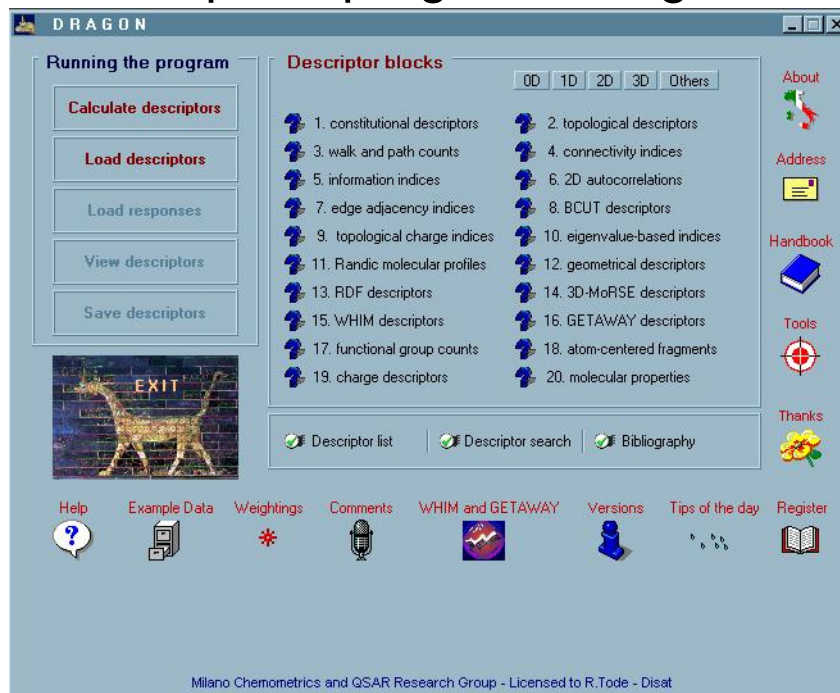 DRAGON
Running the program
Calculate descriptors
Load descriptors
Load responses
View descriptors
Save descriptors
EXIT
Descriptor blocks
0D 1D 2D 3D Others
1. constitutional descriptors
2. topological descriptors
3. walk and path counts
4. connectivity indices
5. information indices
6. 2D autocorrelations
7. edge adjacency indices
8. BCUT descriptors
9. topological charge indices
10. eigenvalue-based indices
11. Randic molecular profiles
12. geometrical descriptors
13. RDF descriptors
14. 3D-MoRSE descriptors
15. WHIM descriptors
16. GETAWAY descriptors
17. functional group counts
18. atom-centered fragments
19. charge descriptors
20. molecular properties
Descriptor list
Descriptor search
Bibliography
About
Address
Handbook
Tools
Thanks
Help
Example Data
Weightings
Comments
WHIM and GETAWAY
Versions
Tips of the day
Register
Milano Chemometrics and QSAR Research Group - Licensed to R.Tode - Disat